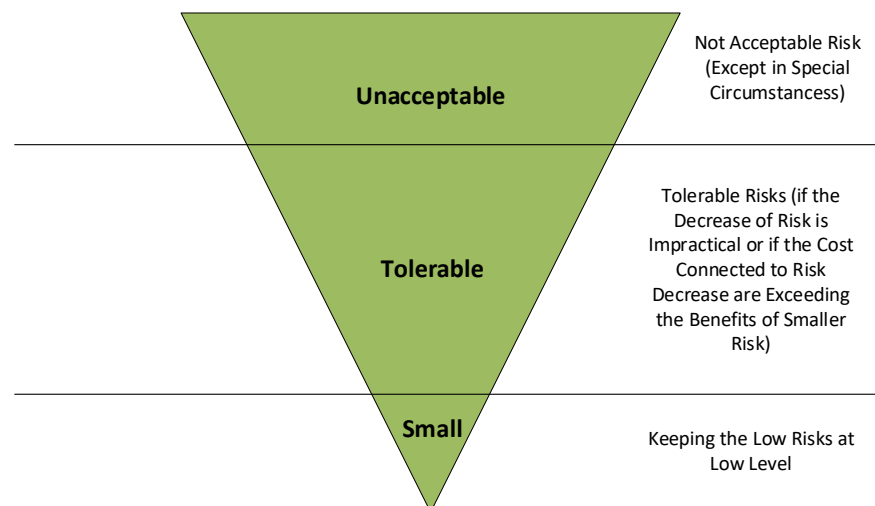 Unacceptable
Not Acceptable Risk
(Except in Special
Circumstancess)
Tolerable
Tolerable Risks (if the
Decrease of Risk is
Impractical or if the Cost
Connected to Risk
Decrease are Exceeding
the Benefits of Smaller
Risk)
Small
Keeping the Low Risks at
Low Level